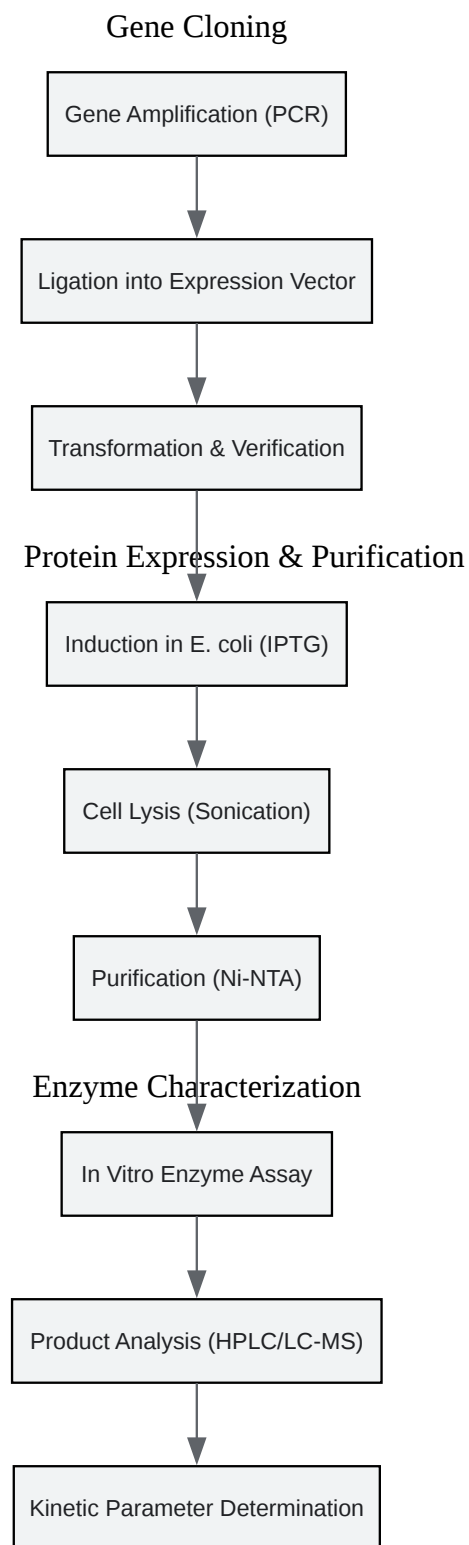 Gene Cloning
Gene Amplification (PCR)
Ligation into Expression Vector
Transformation & Verification
Protein Expression & Purification
Induction in E. coli (IPTG)
Cell Lysis (Sonication)
Purification (Ni-NTA)
Enzyme Characterization
In Vitro Enzyme Assay
Product Analysis (HPLC/LC-MS)
Kinetic Parameter Determination